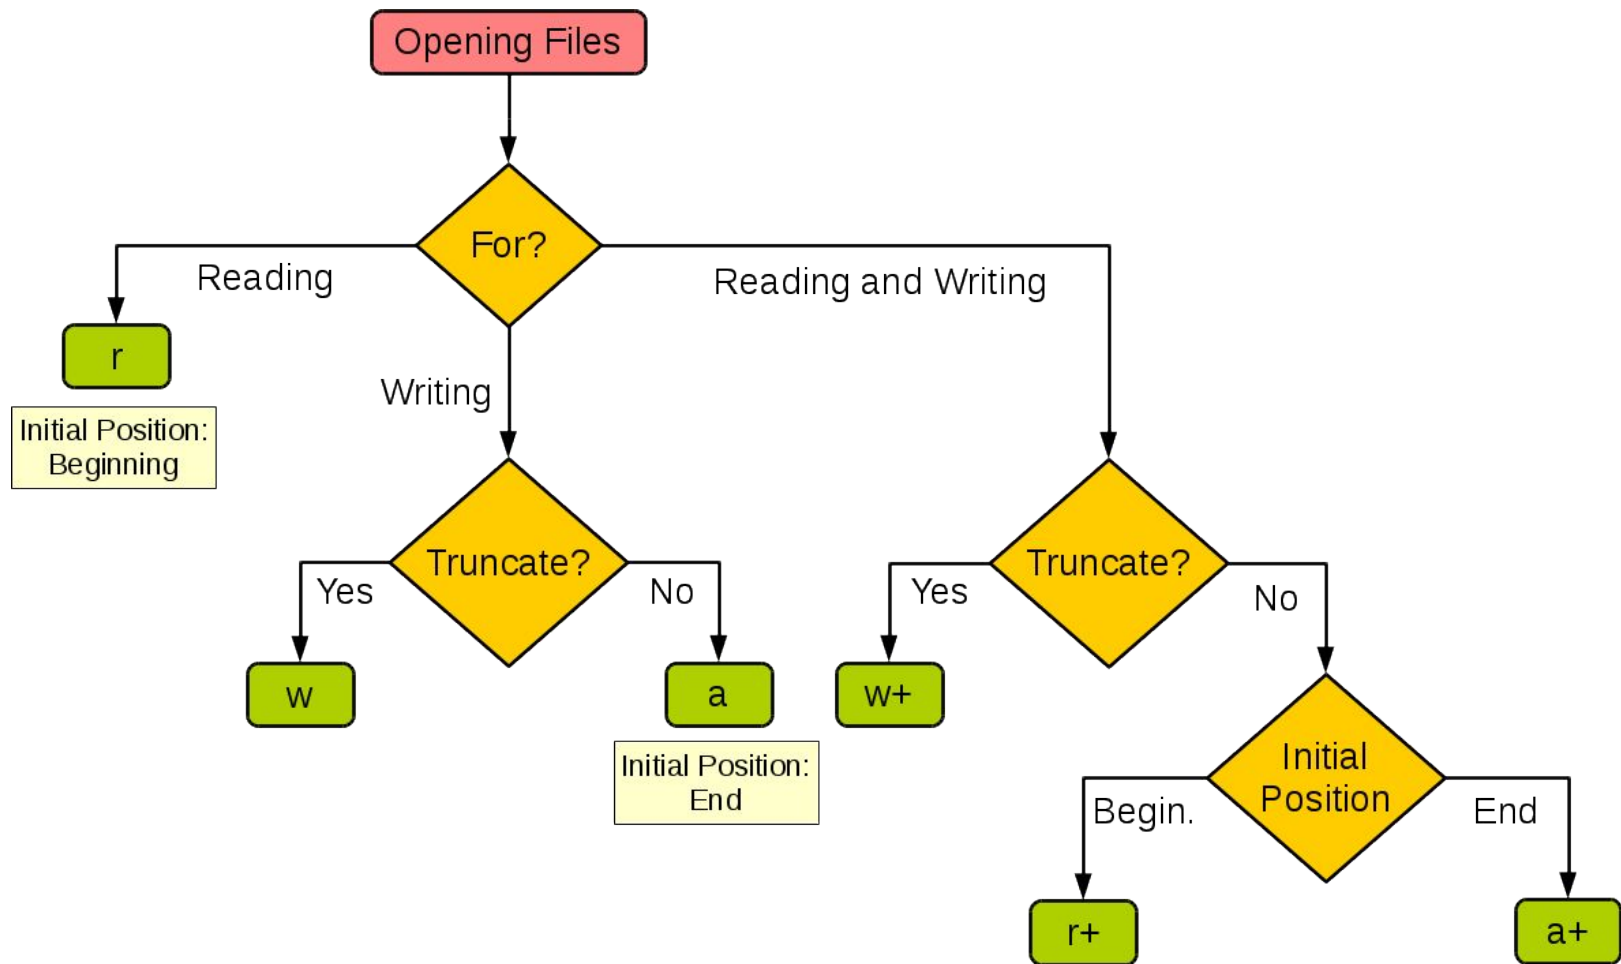 Opening Files
For?
Reading
Reading and Writing
r
Writing
Initial Position:
Beginning
Truncate?
Truncate?
Yes
No
Yes
No
w
a
w+
Initial Position:
End
Initial
Position
Begin.
End
r+
a+